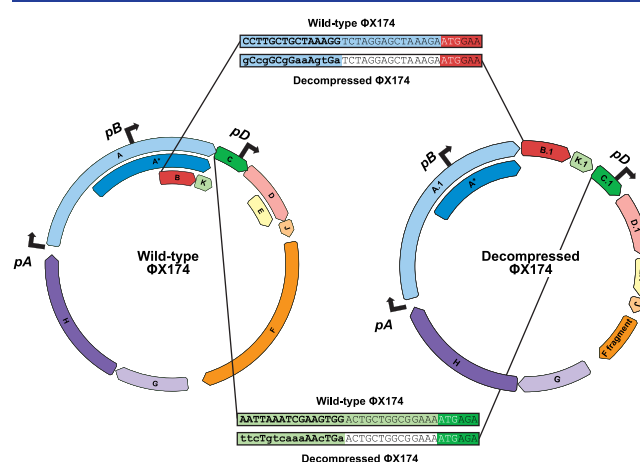 Wild-type ΦX174
CCTTGCTGCTAAAGGTCTAGGAGCTAAAGAATGGAA
gCcgGCgGaaAgtGaTCTAGGAGCTAAAGAATGGAA
Decompressed ΦX174
pB
A
A*
B
K
C
pD
D
E
J
F
G
H
pA
Wild-type
ΦX174
pB
A.1
A*
B.1
K.1
C.1
pD
D.1
J
F fragment
G
H
pA
Decompressed
ΦX174
Wild-type ΦX174
AATTAAATCGAAGTGGACTGCTGGCGGAAAATGAGA
ttcTgtcaaaAAcTGaACTGCTGGCGGAAAATGAGA
Decompressed ΦX174